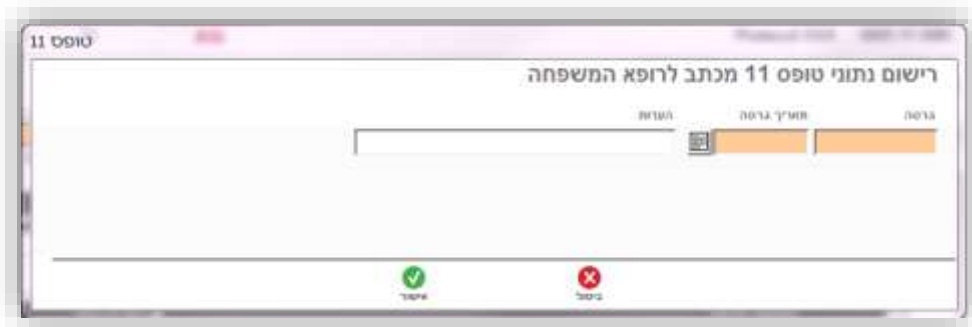 טופס 11
רישום נתוני טופס 11 מכתב לרופא המשפחה
גרסה תאריך גרסה הערות
ביטול אישור